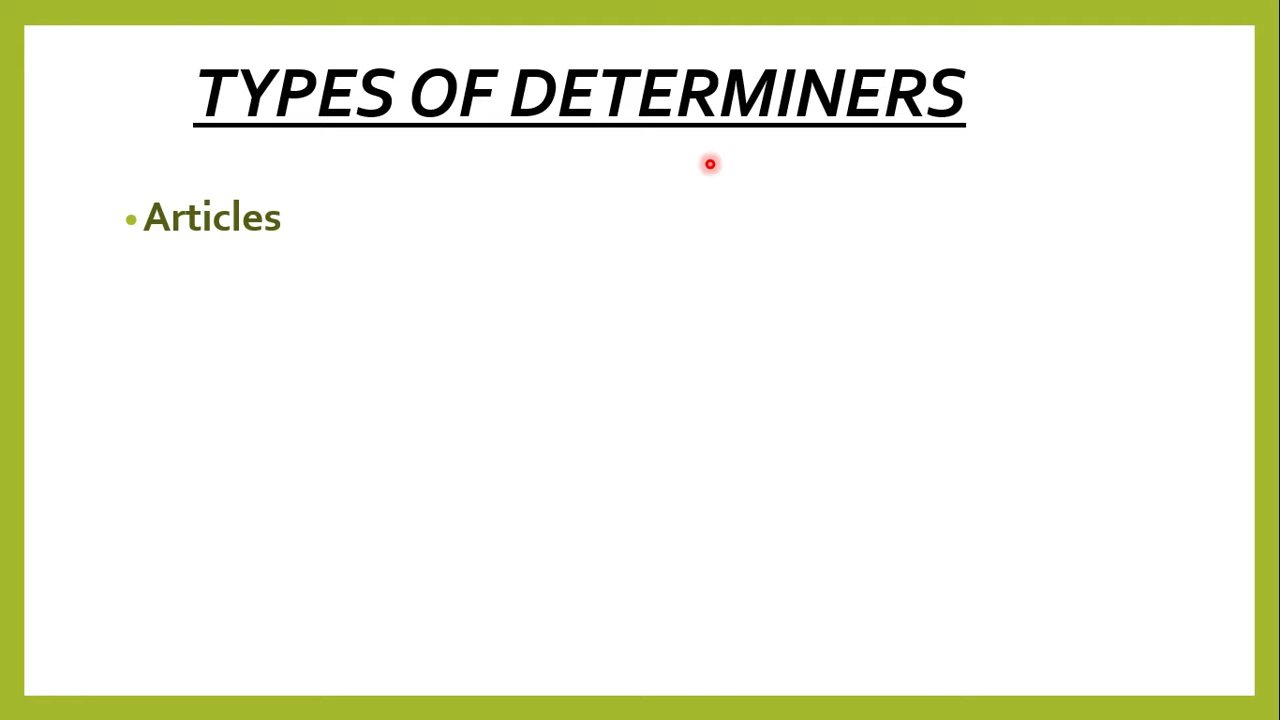 TYPES OF DETERMINERS
• Articles